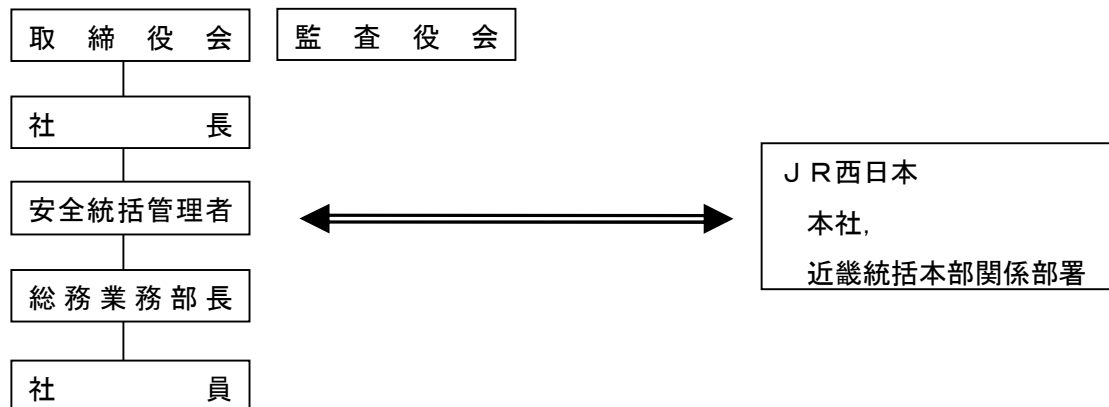 取締役会
監査役会
社長
安全統括管理者
総務業務部長
社員
ＪＲ西日本
本社,
近畿統括本部関係部署